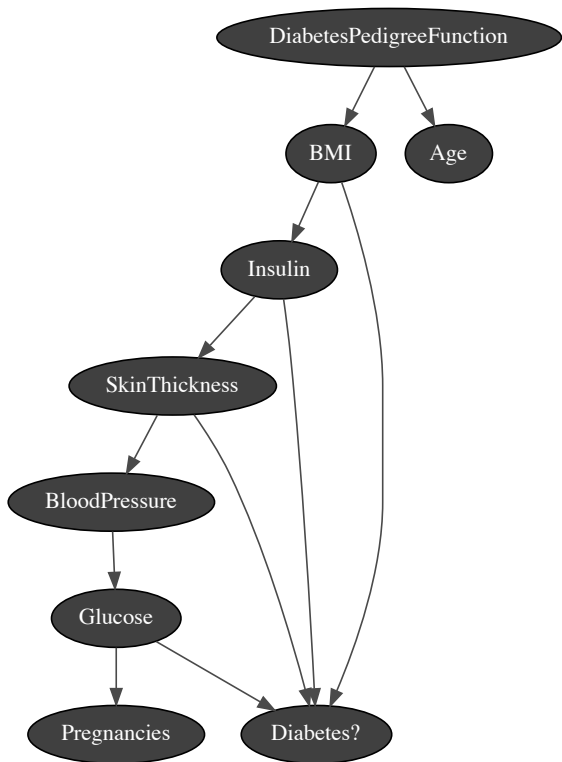 DiabetesPedigreeFunction
BMI
Age
Insulin
SkinThickness
BloodPressure
Glucose
Pregnancies
Diabetes?